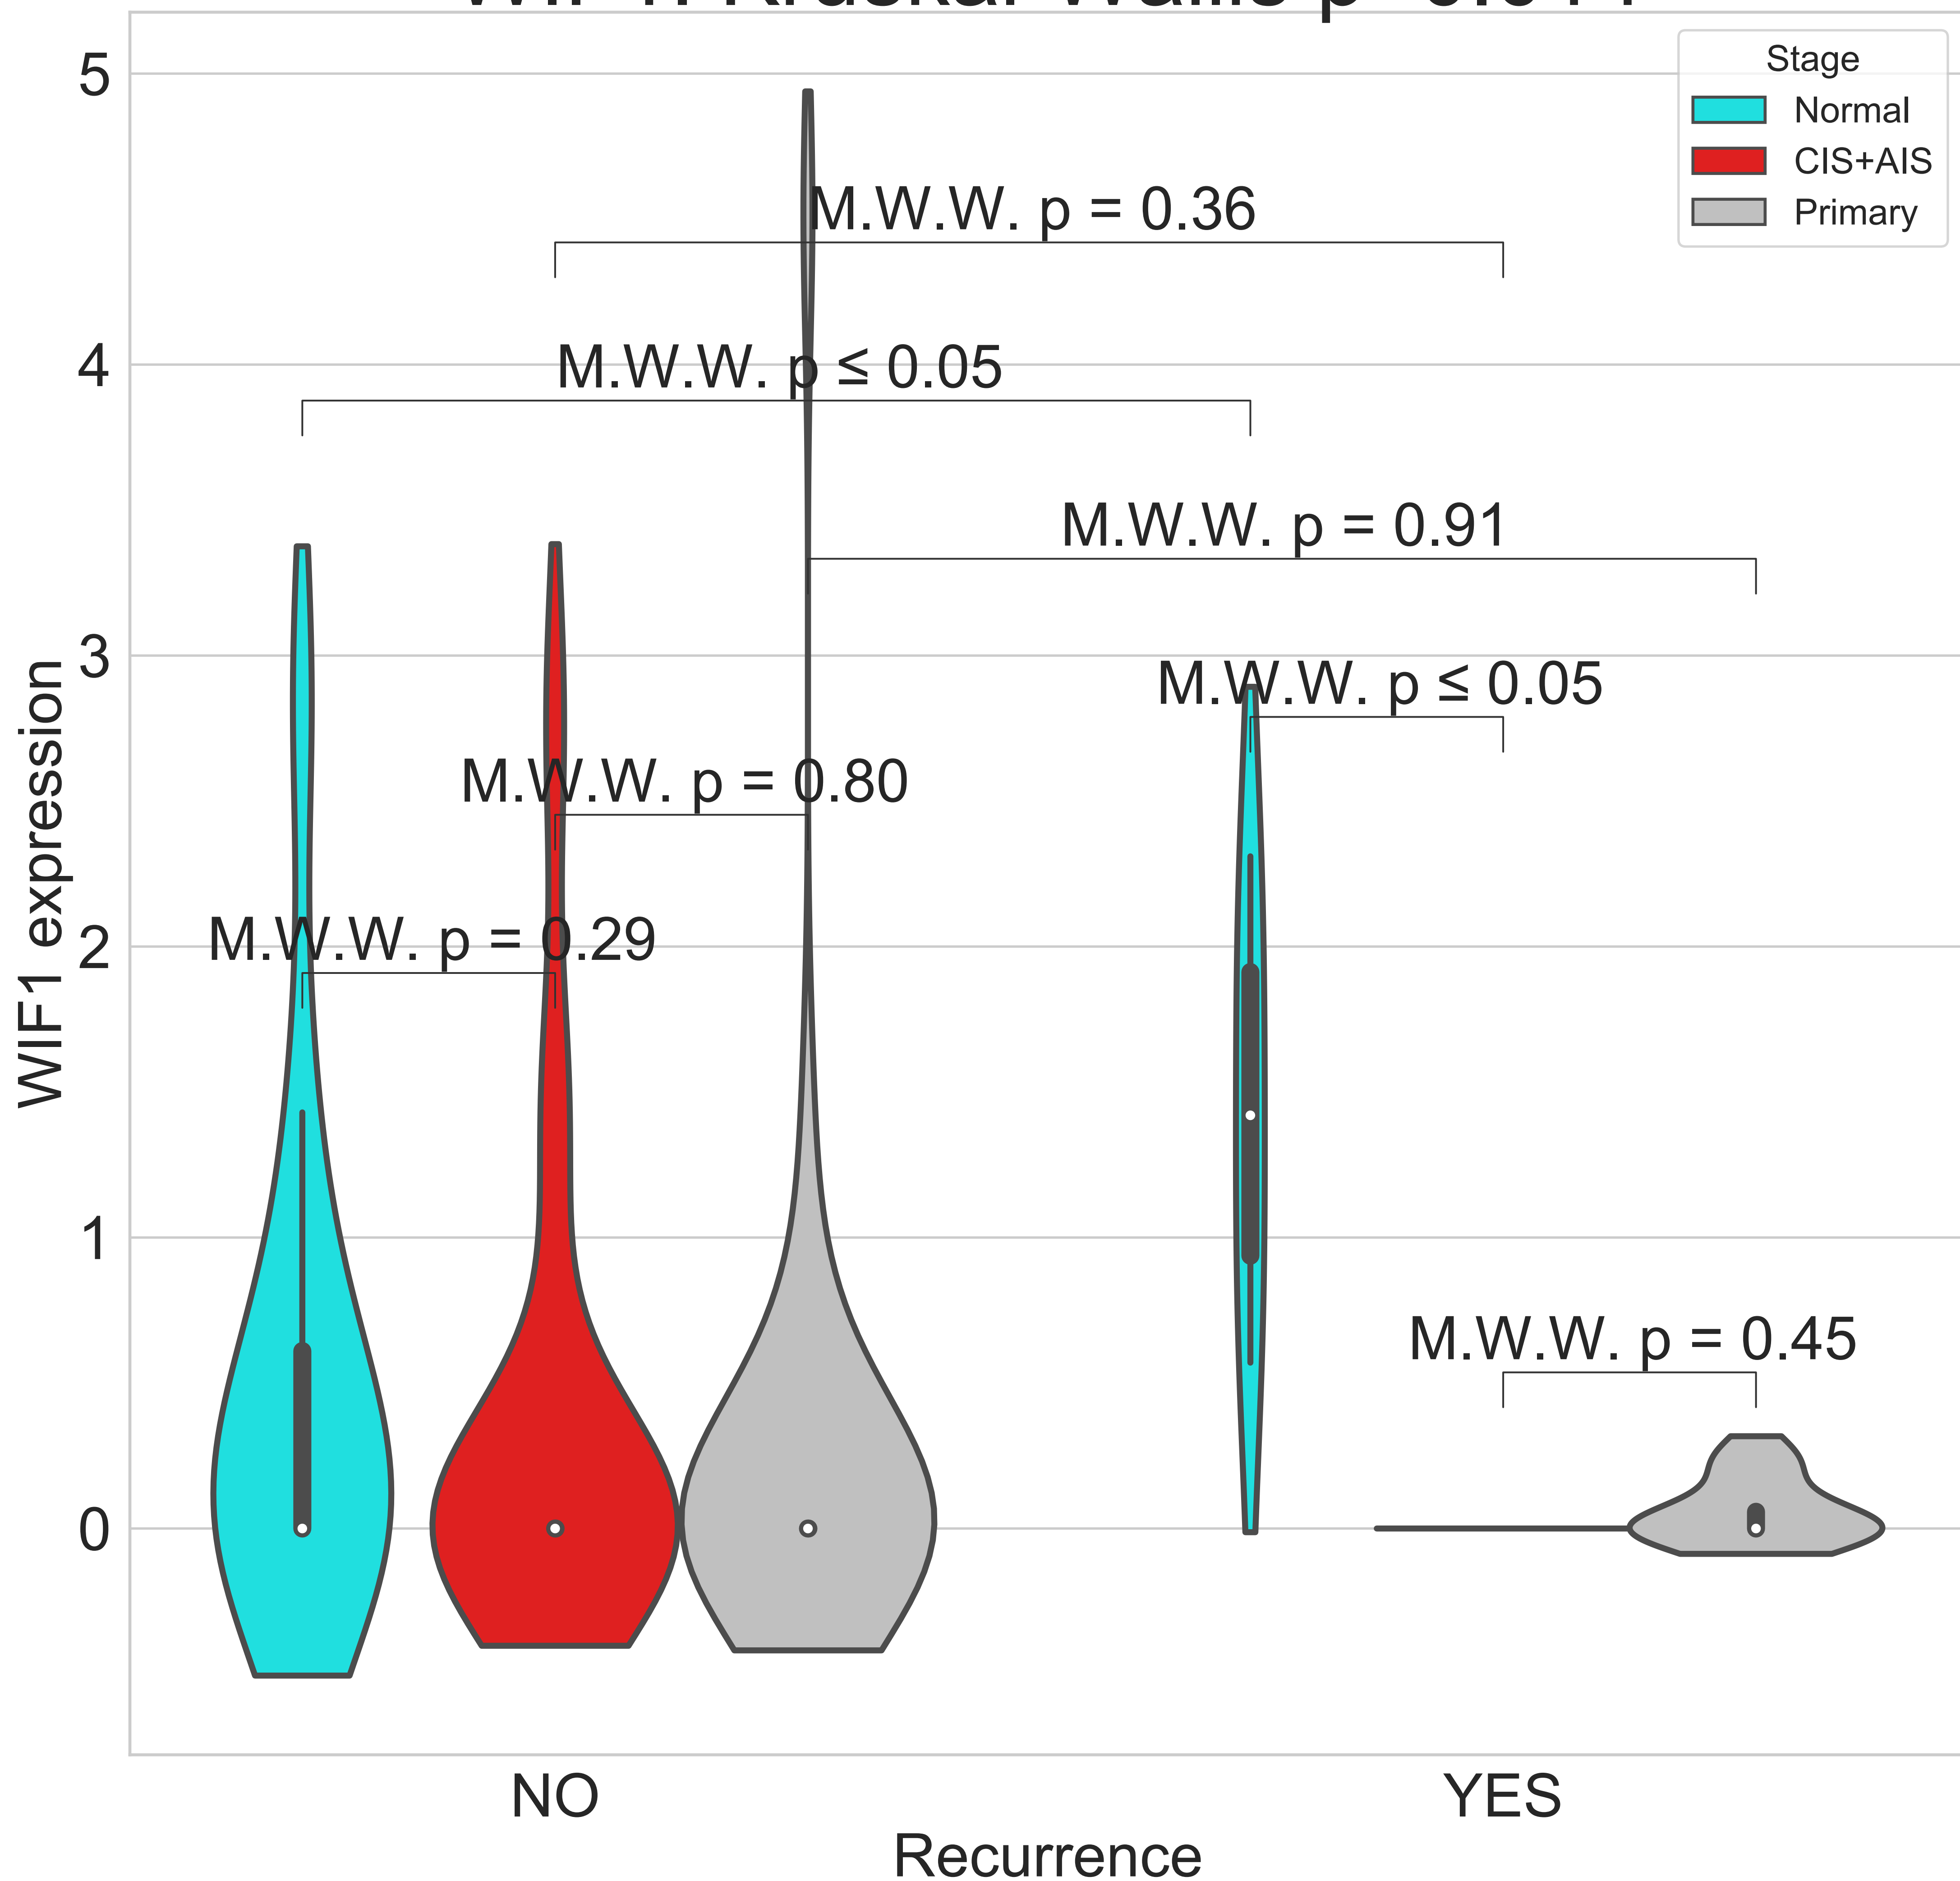 5
Stage
Normal
CIS+AIS
Primary
M.W.W. p = 0.36
4
M.W.W. p ≤ 0.05
M.W.W. p = 0.91
3
M.W.W. p ≤ 0.05
M.W.W. p = 0.80
M.W.W. p = 0.29
2
WIF1 expression
1
M.W.W. p = 0.45
0
NO
YES
Recurrence